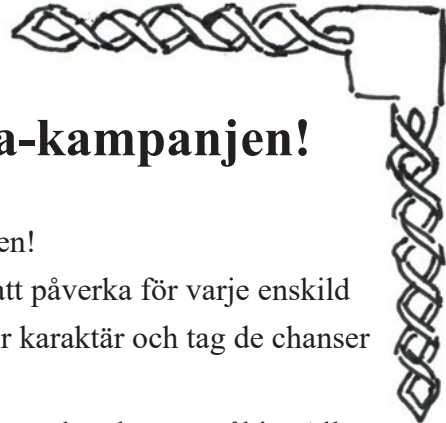 a-kampanjen!
en!
att påverka för varje enskild
r karaktär och tag de chanser